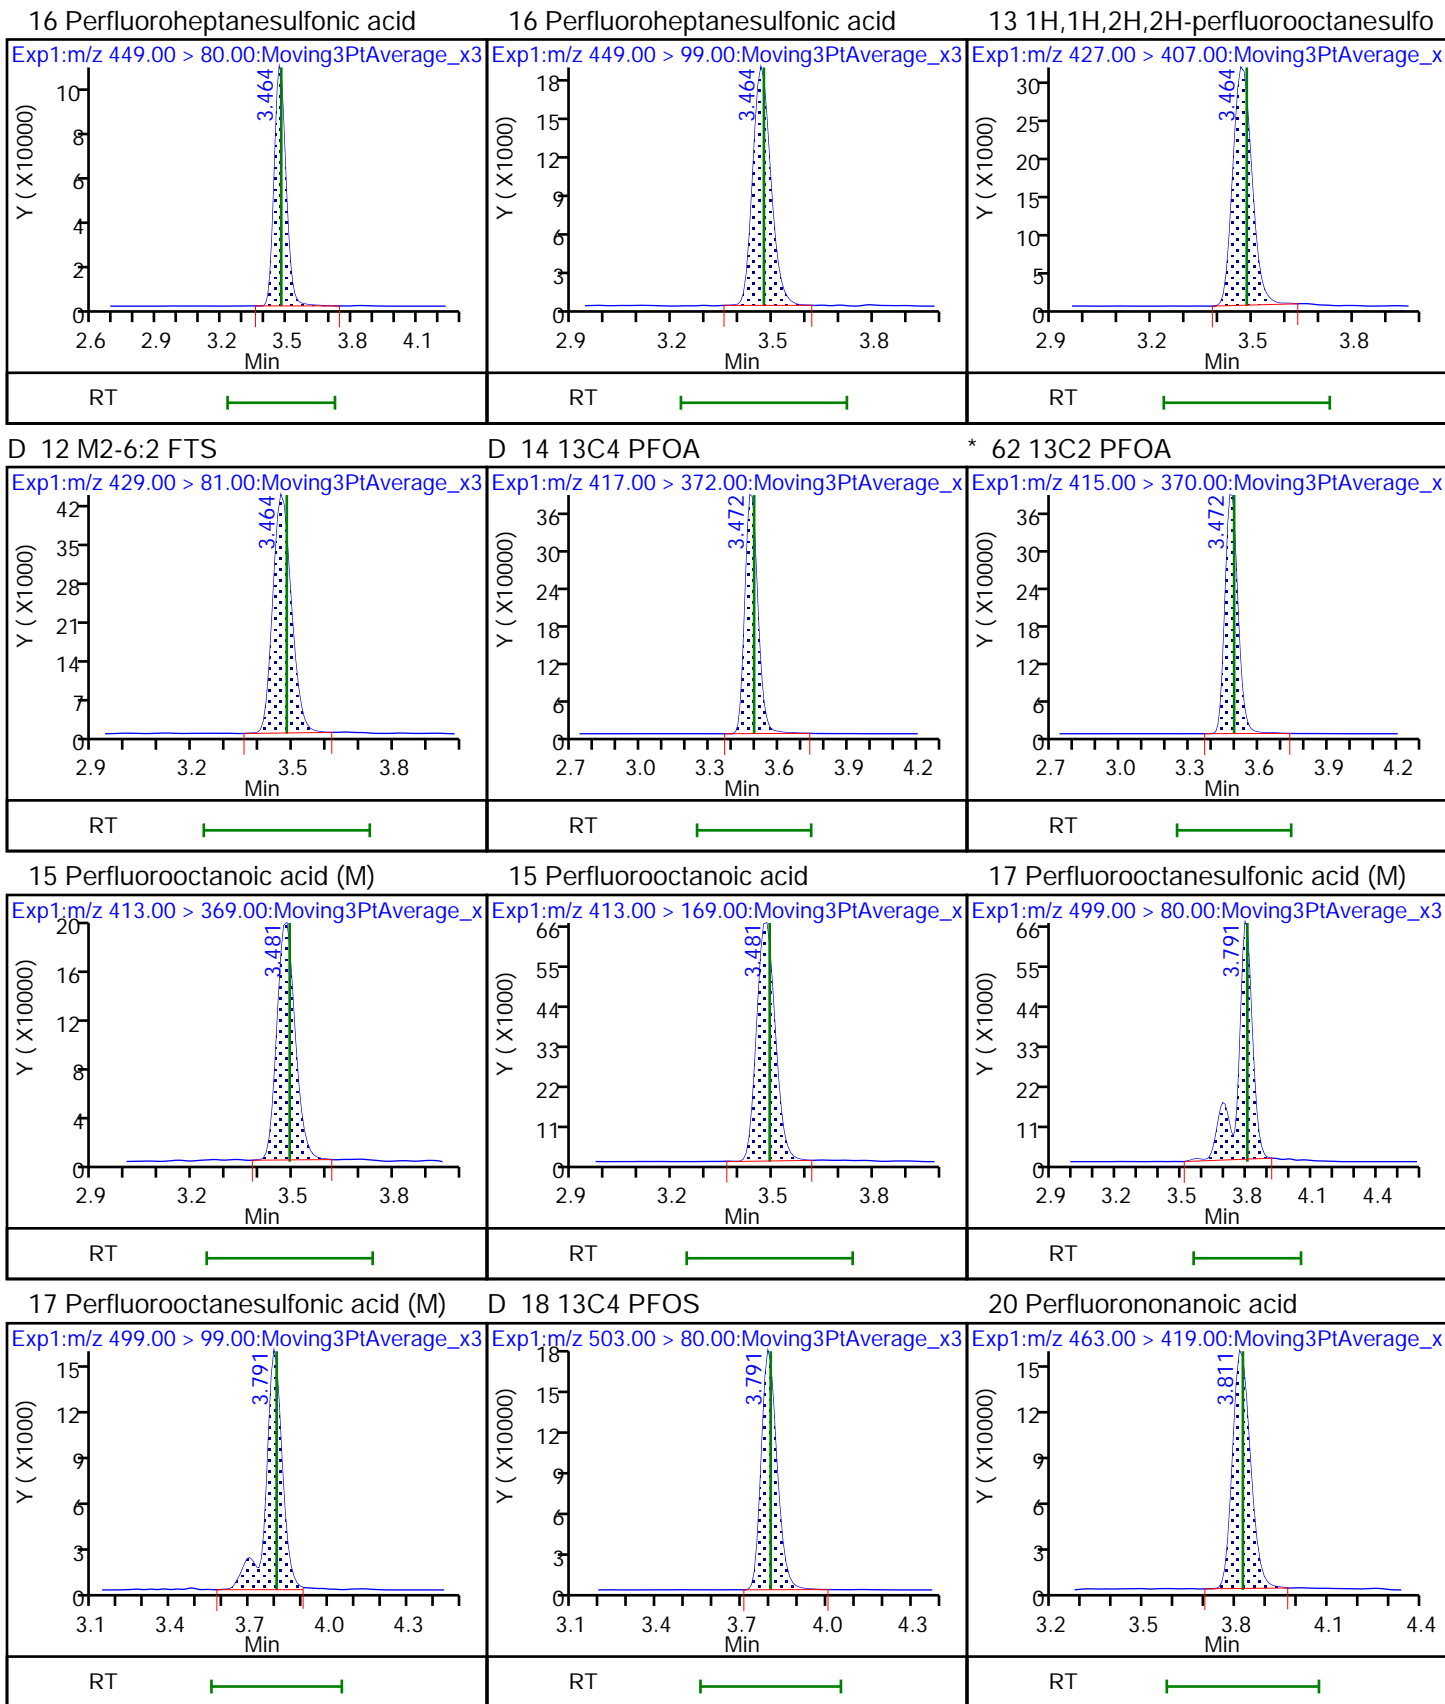 16 Perfluoroheptanesulfonic acid
Exp1:m/z 449.00 > 80.00:Moving3PtAverage_x3
3.464
Y ( X10000)
10
8
6
4
2
0
2.6 2.9 3.2 3.5 3.8 4.1
Min
RT
16 Perfluoroheptanesulfonic acid
Exp1:m/z 449.00 > 99.00:Moving3PtAverage_x3
3.464
Y ( X1000)
18
15
12
9
6
3
0
2.9 3.2 3.5 3.8
Min
RT
13 1H,1H,2H,2H-perfluorooctanesulfo
Exp1:m/z 427.00 > 407.00:Moving3PtAverage_x
3.464
Y ( X1000)
30
25
20
15
10
5
0
2.9 3.2 3.5 3.8
Min
RT
D 12 M2-6:2 FTS
Exp1:m/z 429.00 > 81.00:Moving3PtAverage_x3
3.464
Y ( X1000)
42
35
28
21
14
7
0
2.9 3.2 3.5 3.8
Min
RT
D 14 13C4 PFOA
Exp1:m/z 417.00 > 372.00:Moving3PtAverage_x
3.472
Y ( X10000)
36
30
24
18
12
6
0
2.7 3.0 3.3 3.6 3.9 4.2
Min
RT
* 62 13C2 PFOA
Exp1:m/z 415.00 > 370.00:Moving3PtAverage_x
3.472
Y ( X10000)
36
30
24
18
12
6
0
2.7 3.0 3.3 3.6 3.9 4.2
Min
RT
15 Perfluorooctanoic acid (M)
Exp1:m/z 413.00 > 369.00:Moving3PtAverage_x
3.481
Y ( X10000)
20
16
12
8
4
0
2.9 3.2 3.5 3.8
Min
RT
15 Perfluorooctanoic acid
Exp1:m/z 413.00 > 169.00:Moving3PtAverage_x
3.481
Y ( X1000)
66
55
44
33
22
11
0
2.9 3.2 3.5 3.8
Min
RT
17 Perfluorooctanesulfonic acid (M)
Exp1:m/z 499.00 > 80.00:Moving3PtAverage_x3
3.791
Y ( X1000)
66
55
44
33
22
11
0
2.9 3.2 3.5 3.8 4.1 4.4
Min
RT
17 Perfluorooctanesulfonic acid (M)
Exp1:m/z 499.00 > 99.00:Moving3PtAverage_x3
3.791
Y ( X1000)
15
12
9
6
3
0
3.1 3.4 3.7 4.0 4.3
Min
RT
D 18 13C4 PFOS
Exp1:m/z 503.00 > 80.00:Moving3PtAverage_x3
3.791
Y ( X10000)
18
15
12
9
6
3
0
3.1 3.4 3.7 4.0 4.3
Min
RT
20 Perfluorononanoic acid
Exp1:m/z 463.00 > 419.00:Moving3PtAverage_x
3.811
Y ( X10000)
15
12
9
6
3
0
3.2 3.5 3.8 4.1 4.4
Min
RT